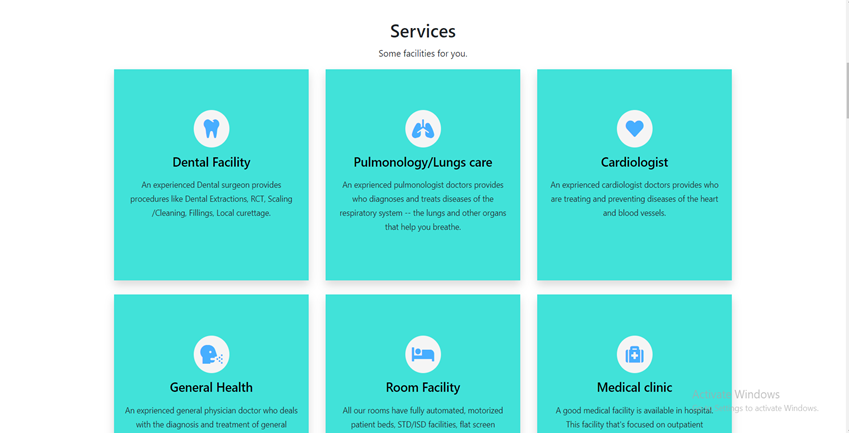 Services
Some facilities for you.
Dental Facility
An experienced Dental surgeon provides
procedures like Dental Extractions, RCT, Scaling
/Cleaning, Fillings, Local curettage.
Pulmonology/Lungs care
An exprienced pulmonologist doctors provides
who diagnoses and treats diseases of the
respiratory system -- the lungs and other organs
that help you breathe.
Cardiologist
An exprienced cardiologist doctors provides who
are treating and preventing diseases of the heart
and blood vessels.
General Health
An exprienced general physician doctor who deals
with the diagnosis and treatment of general
Room Facility
All our rooms have fully automated, motorized
patient beds, STD/ISD facilities, flat screen
Medical clinic
A good medical facility is available in hospital.
This facility that's focused on outpatient
Activate Windows
to activate Windows.